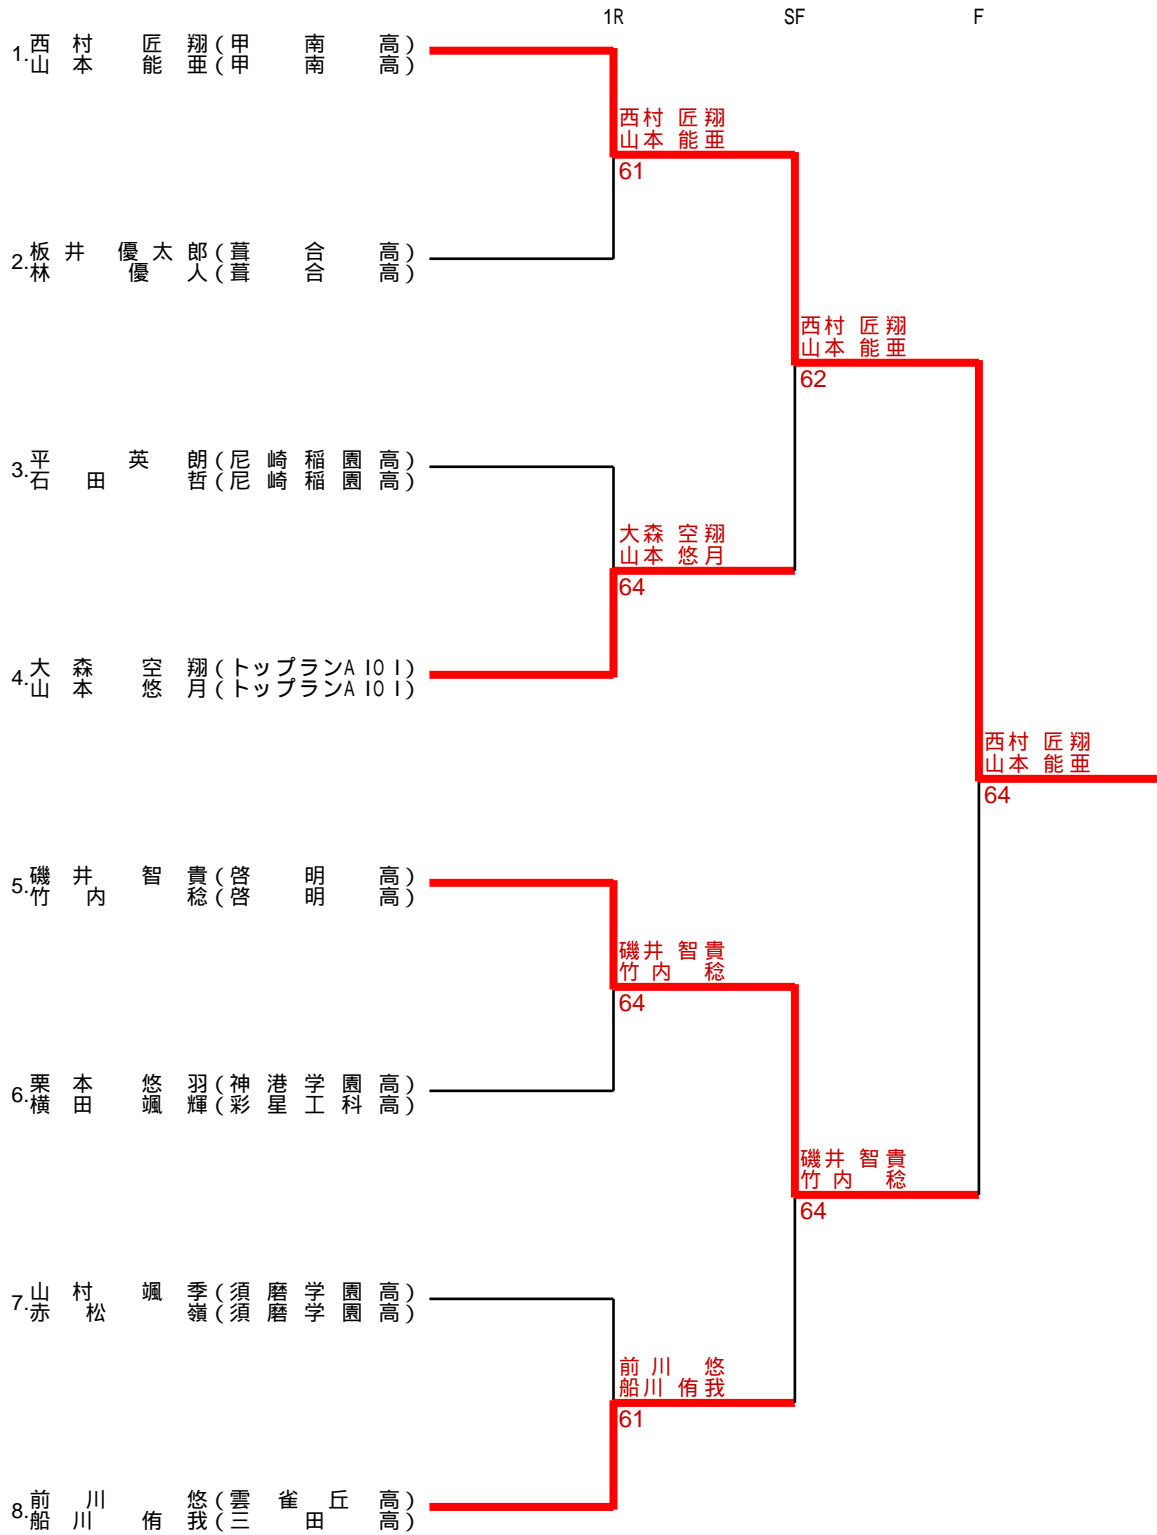 1R SF F
1. 西村 匠翔(甲南高)
山本 能亜(甲南高)
西村 匠翔
山本 能亜
61
2. 板井 優太郎(葺合高)
林 優人(葺合高)
西村 匠翔
山本 能亜
62
3. 平 英朗(尼崎稲園高)
石田 哲(尼崎稲園高)
大森 空翔
山本 悠月
64
4. 大森 空翔(トップランAIOI)
山本 悠月(トップランAIOI)
西村 匠翔
山本 能亜
64
5. 磯井 智貴(啓明高)
竹内 稔(啓明高)
磯井 智貴
竹内 稔
64
6. 栗本 悠羽(神港学園高)
横田 颯輝(彩星工科高)
磯井 智貴
竹内 稔
64
7. 山村 颯季(須磨学園高)
赤松 嶺(須磨学園高)
前川 悠
船川 侑我
61
8. 前川 悠(雲雀丘高)
船川 侑我(三田高)